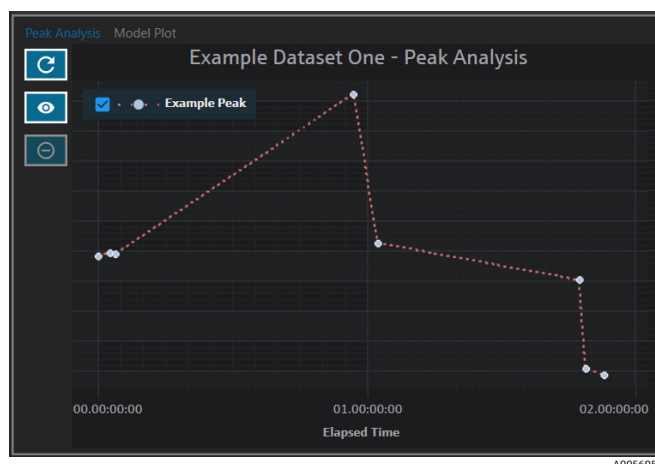 Peak Analysis Model Plot
Example Dataset One - Peak Analysis
Example Peak
00.00:00:00 01.00:00:00 02.00:00:00
Elapsed Time